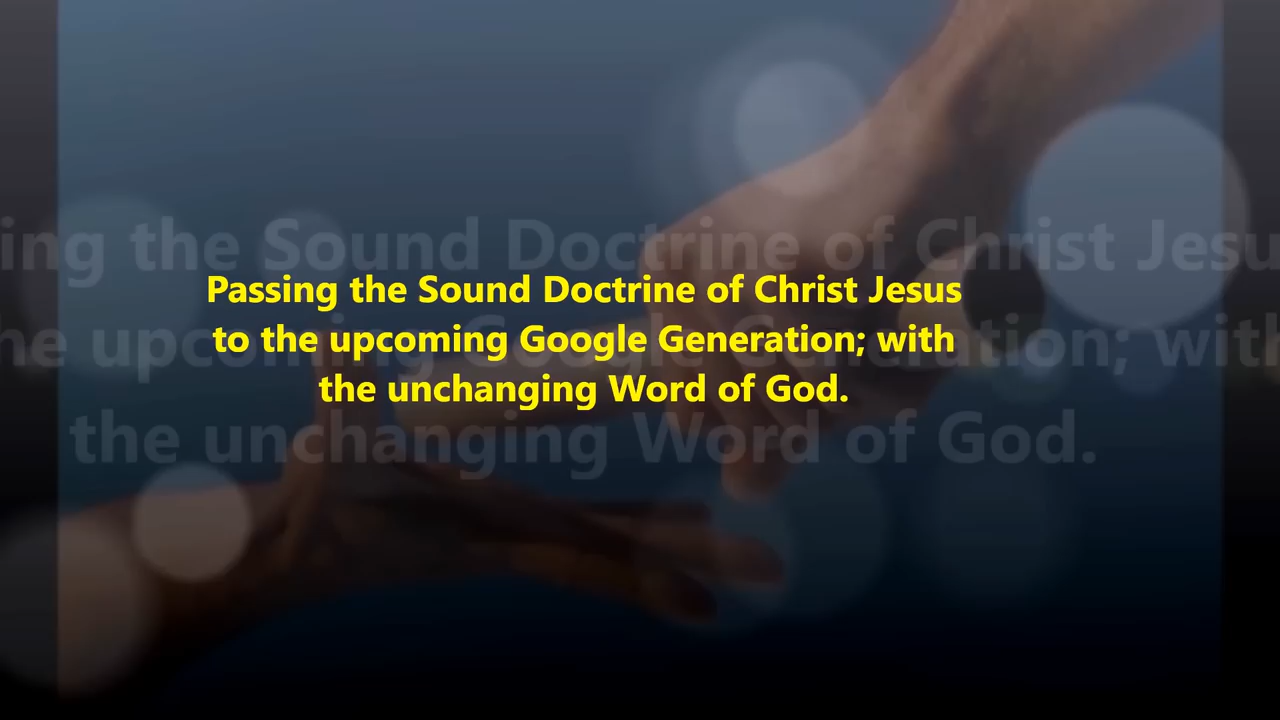 Passing the Sound Doctrine of Christ Jesus
to the upcoming Google Generation; with
the unchanging Word of God.